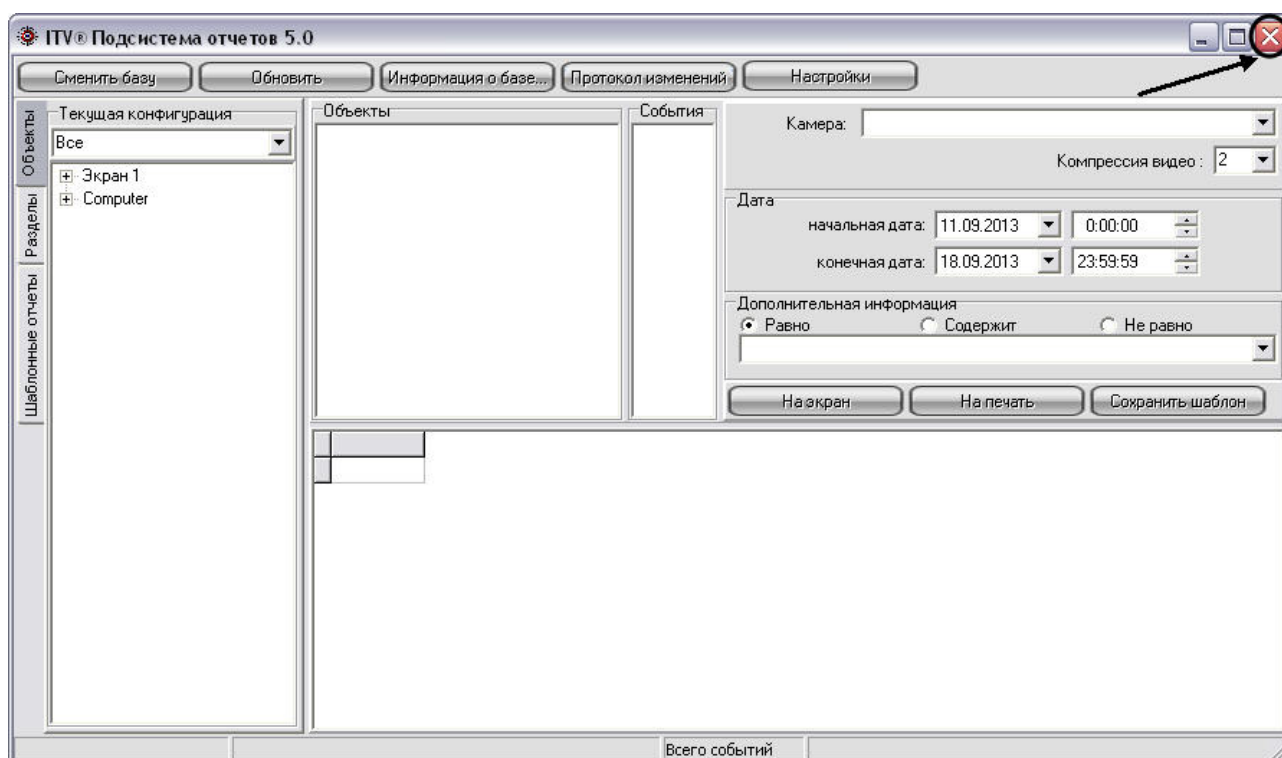 ITV® Подсистема отчетов 5.0
Сменить базу Обновить Информация о базе... Протокол изменений Настройки
Объекты
Разделы
Шаблонные отчеты
Текущая конфигурация
Все
Экран 1
Computer
Объекты
События
Камера:
Компрессия видео : 2
Дата
начальная дата: 11.09.2013 0:00:00
конечная дата: 18.09.2013 23:59:59
Дополнительная информация
Равно Содержит Не равно
На экран На печать Сохранить шаблон
Всего событий